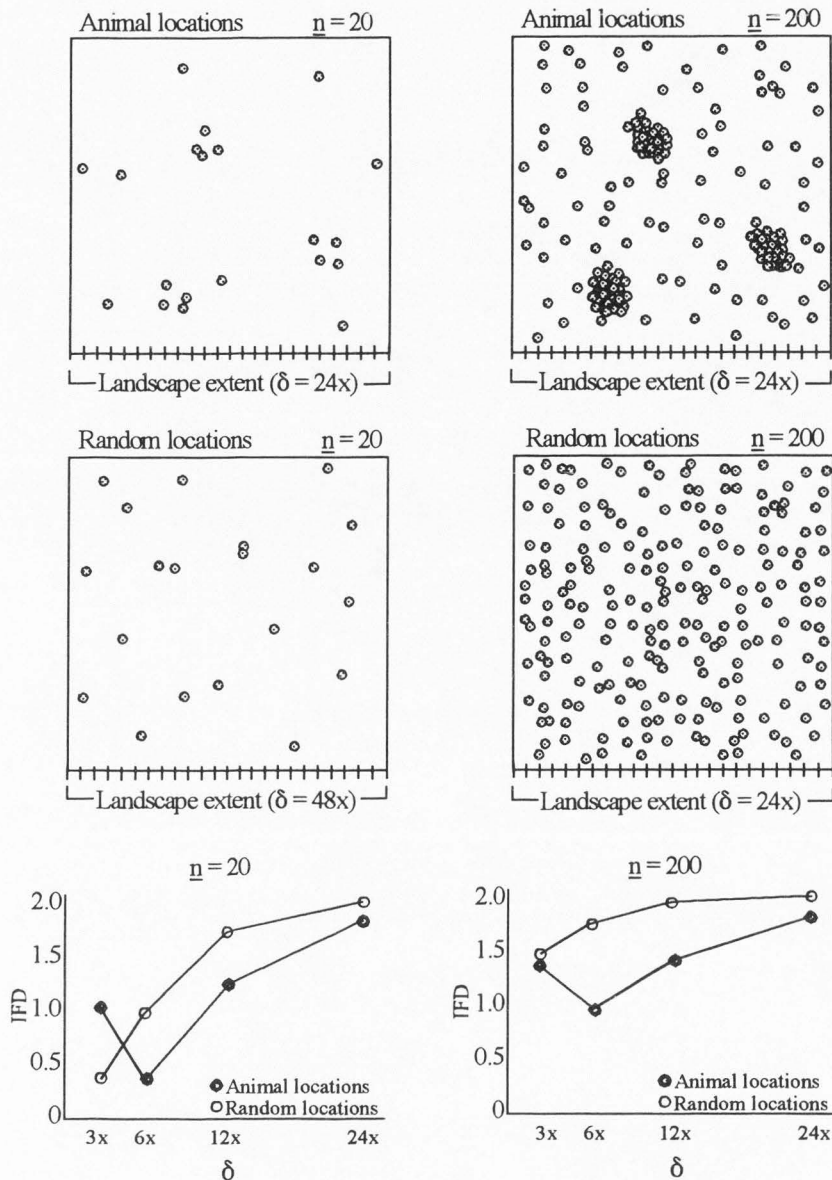 Animal locations n = 20
Animal locations n = 200
Landscape extent (δ = 24x)
Landscape extent (δ = 24x)
Random locations n = 20
Random locations n = 200
Landscape extent (δ = 48x)
Landscape extent (δ = 24x)
n = 20
2.0
1.5
1.0
0.5
0
IFD
Animal locations
Random locations
3x 6x 12x 24x
δ
n = 200
2.0
1.5
1.0
0.5
0
IFD
Animal locations
Random locations
3x 6x 12x 24x
δ